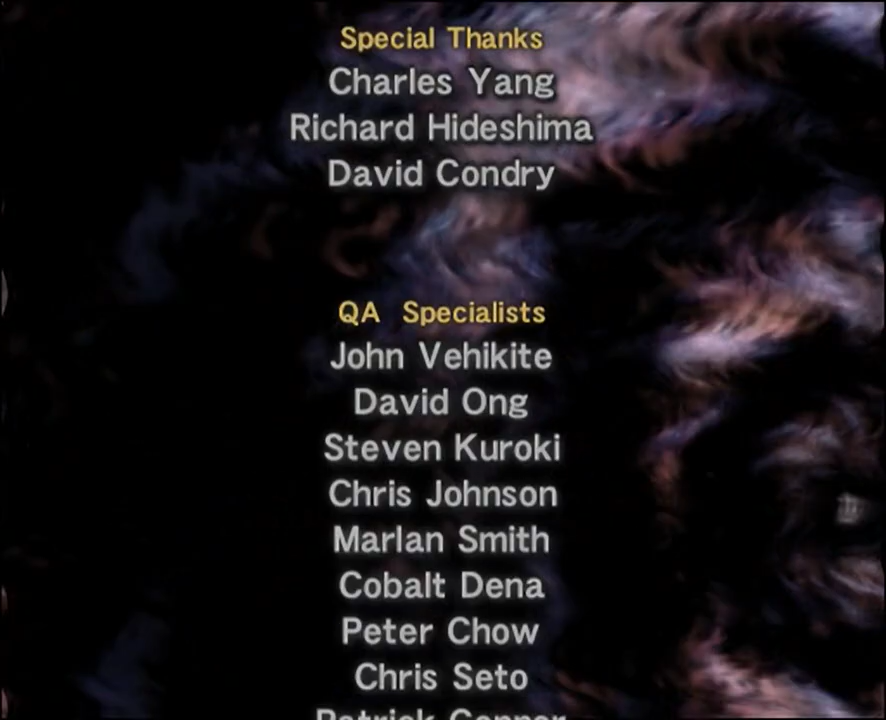 Special Thanks
Charles Yang
Richard Hideshima
David Condry
QA Specialists
John Vehikite
David Ong
Steven Kuroki
Chris Johnson
Marlan Smith
Cobalt Dena
Peter Chow
Chris Seto